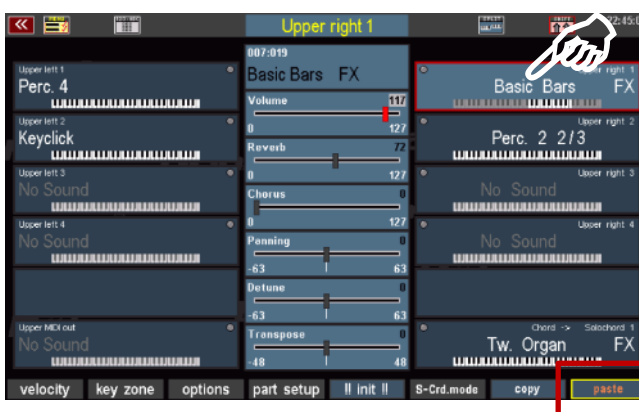 Upper right 1
22:45:0
007:019
Basic Bars FX
Volume 117
0 127
Reverb 72
0 127
Chorus 0
0 127
Panning 0
-63 63
Detune 0
-63 63
Transpose 0
-48 48
Upper left 1
Perc. 4
Upper left 2
Keyclick
Upper left 3
No Sound
Upper left 4
No Sound
Upper MIDI out
No Sound
right 1
Basic Bars FX
Upper right 2
Perc. 2 2/3
Upper right 3
No Sound
Upper right 4
No Sound
Chord -> Solochord 1
Tw. Organ FX
velocity key zone options part setup !! init !! S-Crd.mode copy paste